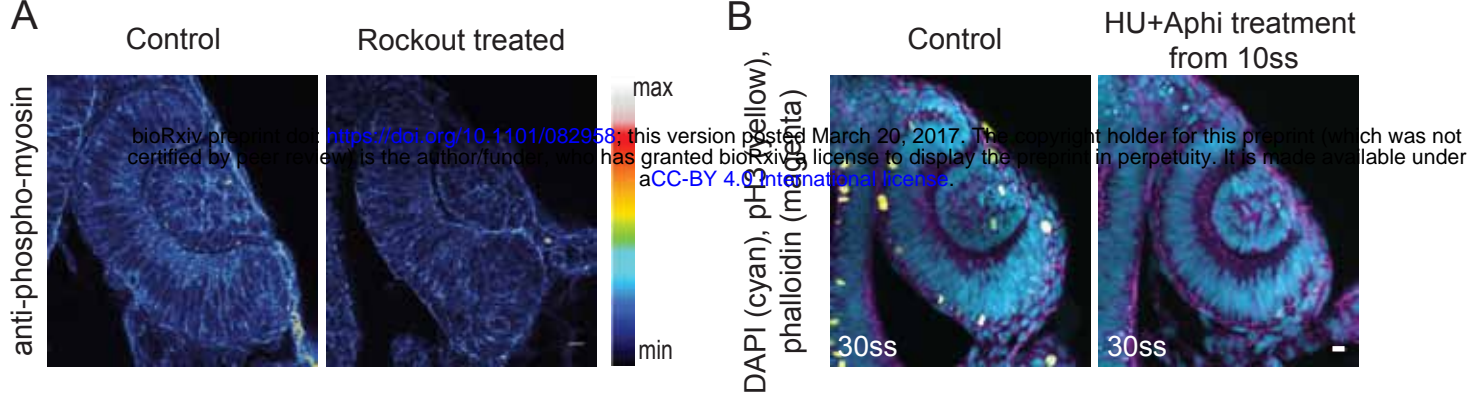 A
Control
Rockout treated
anti-phospho-myosin
max
min
B
Control
HU+Aphi treatment
from 10ss
DAPI (cyan), pH3 (yellow),
phalloidin (magenta)
30ss
30ss
bioRxiv preprint doi: https://doi.org/10.1101/082958; this version posted March 20, 2017. The copyright holder for this preprint (which was not
certified by peer review) is the author/funder, who has granted bioRxiv a license to display the preprint in perpetuity. It is made available under
aCC-BY 4.0 International license.